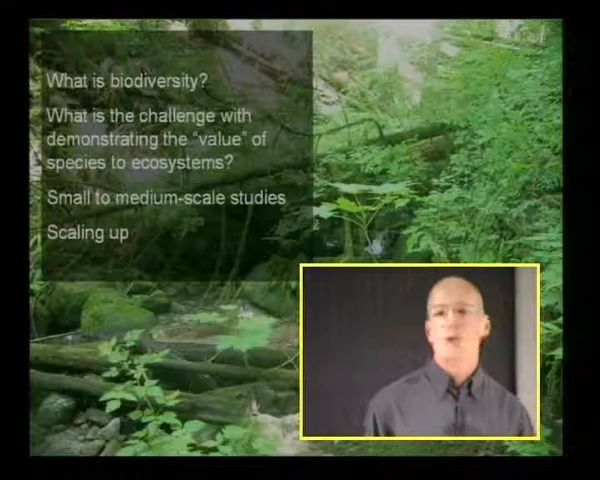 What is biodiversity?
What is the challenge with
demonstrating the “value” of
species to ecosystems?
Small to medium-scale studies
Scaling up